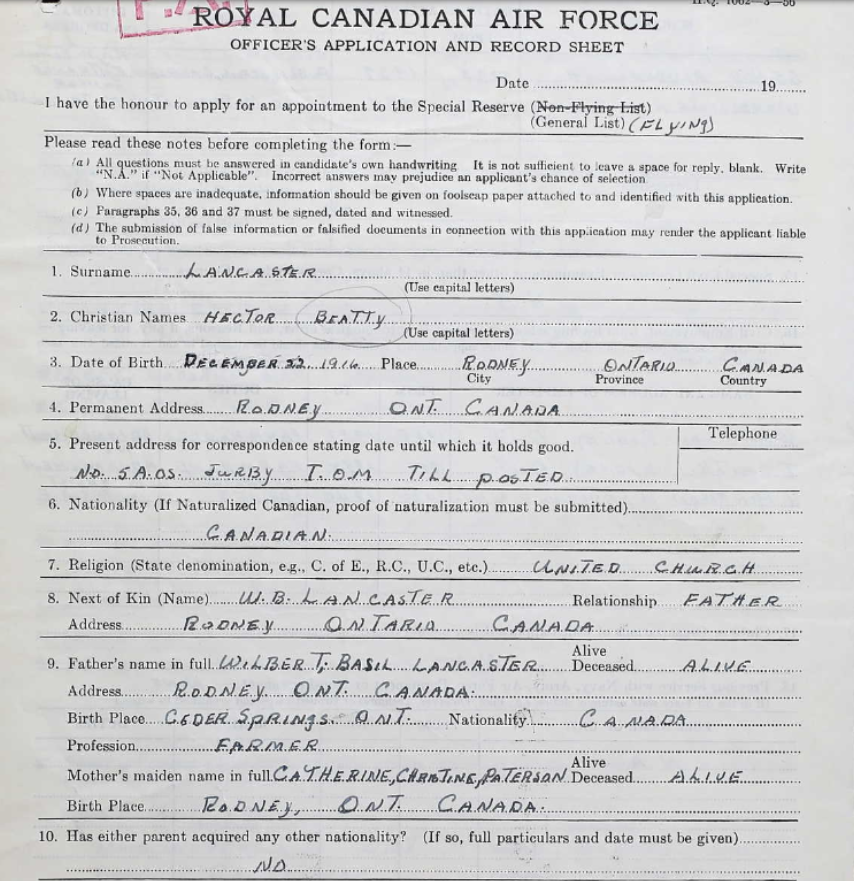 ROYAL CANADIAN AIR FORCE
OFFICER'S APPLICATION AND RECORD SHEET
Date 19
I have the honour to apply for an appointment to the Special Reserve (Non-Flying List)
(General List) (FLYING)
Please read these notes before completing the form:—
(a) All questions must be answered in candidate's own handwriting It is not sufficient to leave a space for reply, blank. Write
"N.A." if "Not Applicable". Incorrect answers may prejudice an applicant's chance of selection
(b) Where spaces are inadequate, information should be given on foolscap paper attached to and identified with this application.
(c) Paragraphs 35, 36 and 37 must be signed, dated and witnessed.
(d) The submission of false information or falsified documents in connection with this application may render the applicant liable
to Prosecution.
1. Surname LANCASTER
(Use capital letters)
2. Christian Names HECTOR BEATTY
(Use capital letters)
3. Date of Birth DECEMBER 22, 1916 Place RODNEY ONTARIO CANADA
City Province Country
4. Permanent Address RODNEY ONT. CANADA
Telephone
5. Present address for correspondence stating date until which it holds good.
NO. 5 A.O.S. JURBY I.O.M TILL POSTED.
6. Nationality (If Naturalized Canadian, proof of naturalization must be submitted)
CANADIAN.
7. Religion (State denomination, e.g., C. of E., R.C., U.C., etc.) UNITED CHURCH
8. Next of Kin (Name) W. B. LANCASTER Relationship FATHER
Address RODNEY ONTARIO CANADA
Alive
9. Father's name in full WILBERT, BASIL LANCASTER Deceased ALIVE
Address RODNEY. ONT. CANADA.
Birth Place CEDER SPRINGS. ONT. Nationality CANADA
Profession FARMER
Alive
Mother's maiden name in full CATHERINE, CHRISTINE, PATERSON Deceased ALIVE
Birth Place RODNEY, ONT. CANADA.
10. Has either parent acquired any other nationality? (If so, full particulars and date must be given)
NO